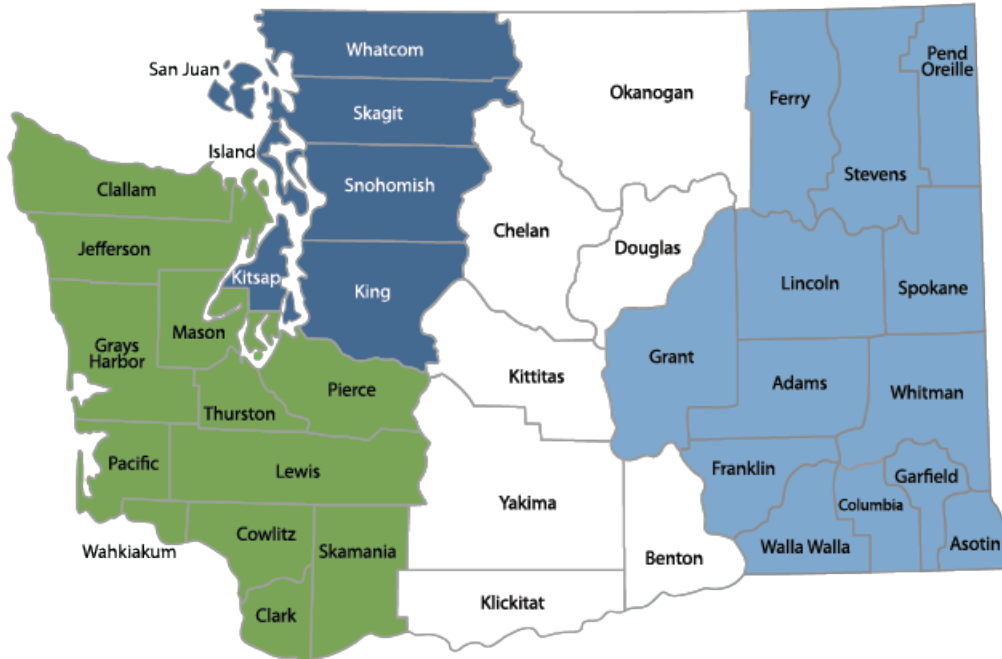 Whatcom
San Juan
Skagit
Island
Snohomish
Kitsap
King
Clallam
Jefferson
Grays
Harbor
Mason
Thurston
Pierce
Pacific
Lewis
Wahkiakum
Cowlitz
Skamania
Clark
Okanogan
Chelan
Douglas
Kittitas
Yakima
Klickitat
Benton
Ferry
Stevens
Pend
Oreille
Lincoln
Spokane
Grant
Adams
Whitman
Franklin
Walla Walla
Columbia
Garfield
Asotin